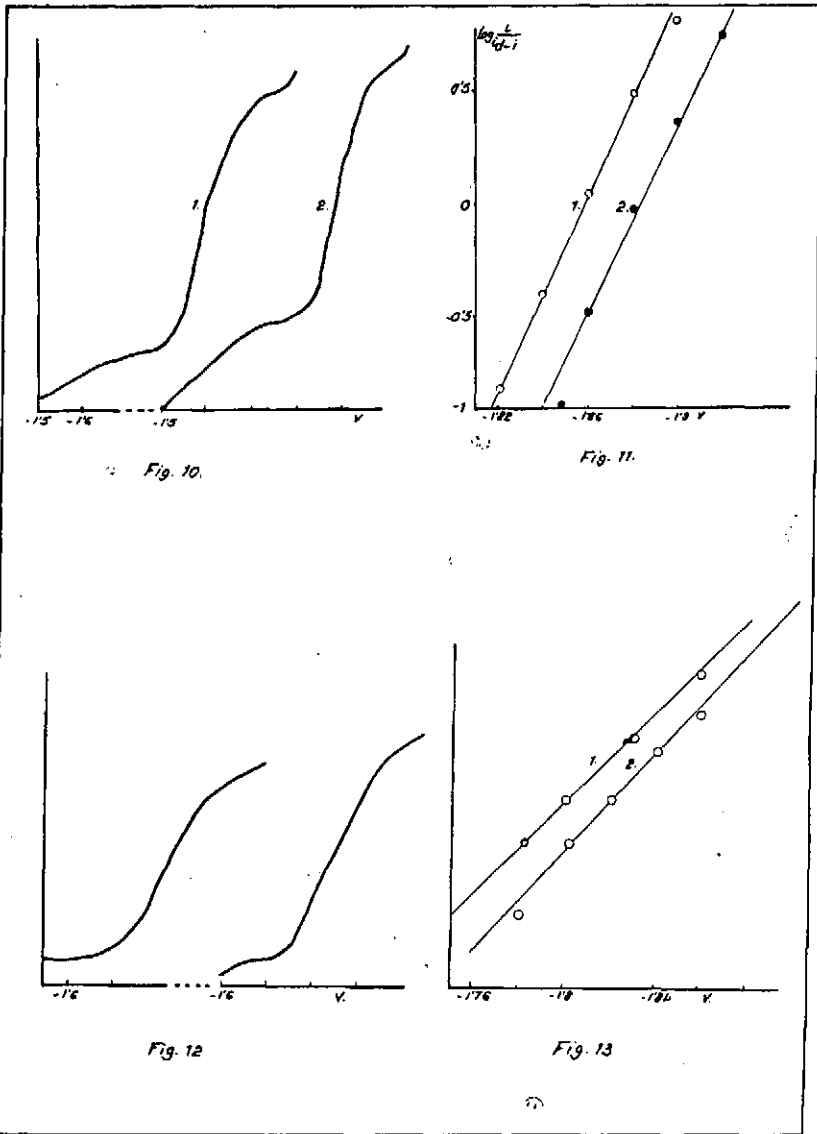 1.
2.
-1'5 -1'6 -1'5 V
Fig. 10.
log i/id-i
0'5
0
-0'5
-1
1.
2.
-1'82 -1'86 -1'9 V
Fig. 11.
-1'6 -1'6 V.
Fig. 12
1.
2.
-1'76 -1'8 -1'84 V.
Fig. 13